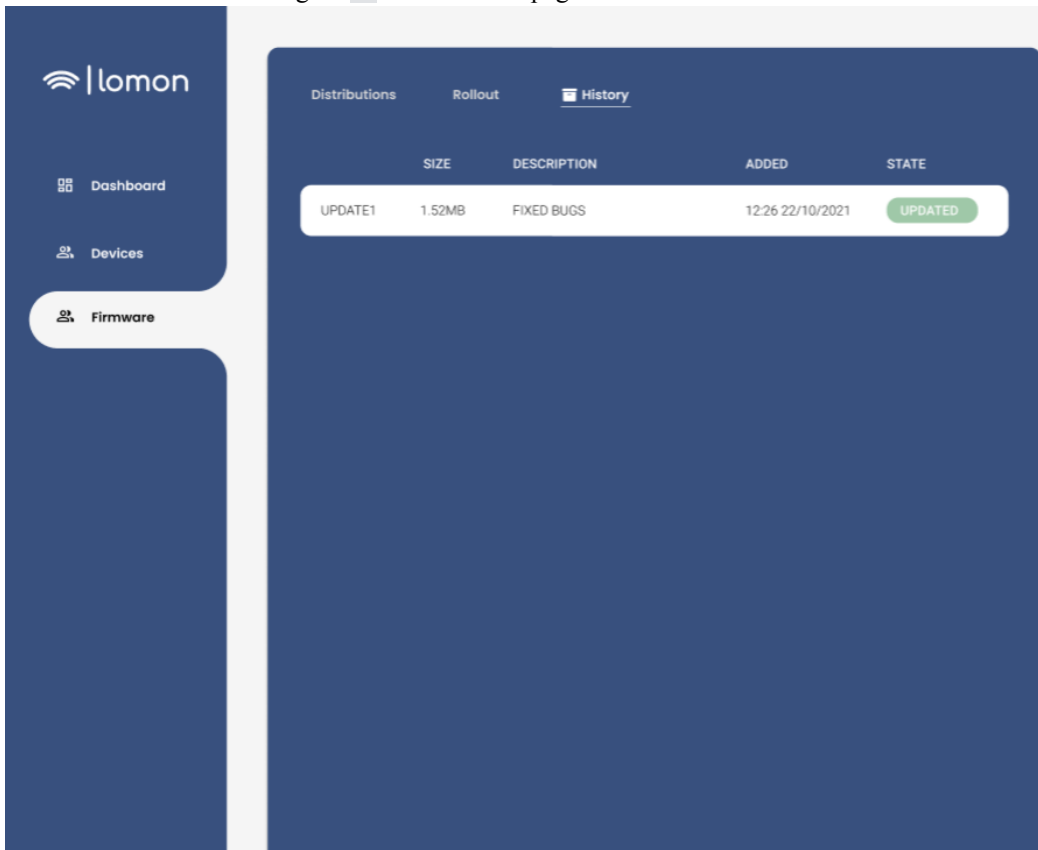 lomon
Distributions Rollout History
SIZE DESCRIPTION ADDED STATE
Dashboard
UPDATE1 1.52MB FIXED BUGS 12:26 22/10/2021 UPDATED
Devices
Firmware